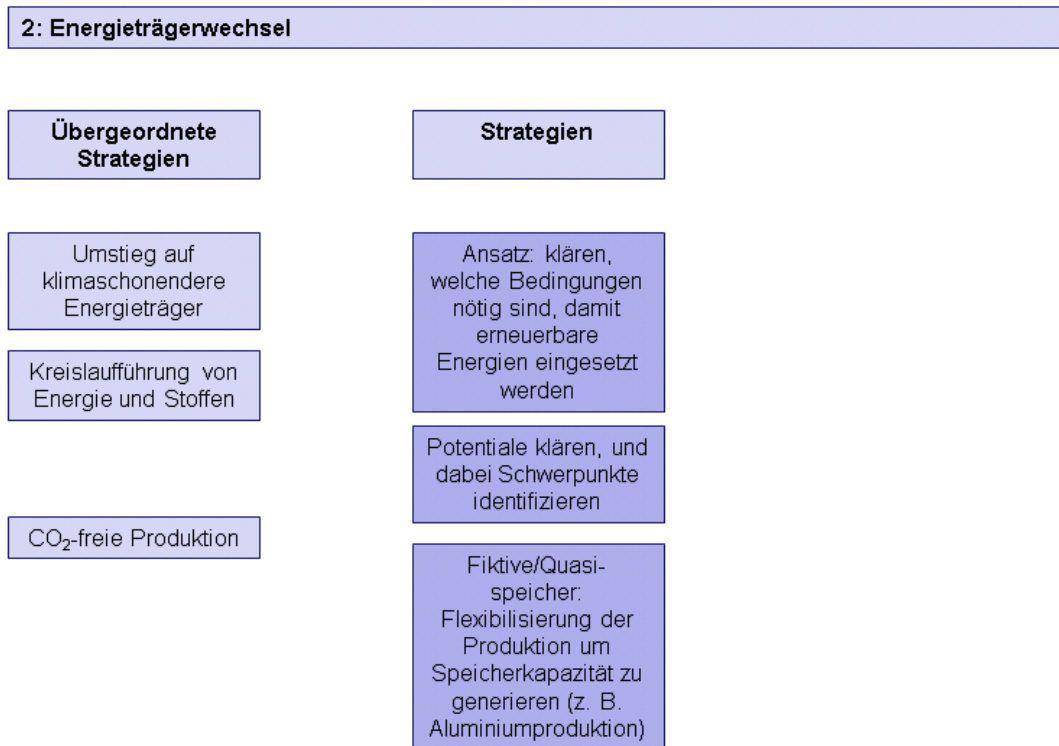 2: Energieträgerwechsel
Übergeordnete
Strategien
Strategien
Umstieg auf
klimaschonendere
Energieträger
Kreislaufführung von
Energie und Stoffen
CO₂-freie Produktion
Ansatz: klären,
welche Bedingungen
nötig sind, damit
erneuerbare
Energien eingesetzt
werden
Potentiale klären, und
dabei Schwerpunkte
identifizieren
Fiktive/Quasi-
speicher:
Flexibilisierung der
Produktion um
Speicherkapazität zu
generieren (z. B.
Aluminiumproduktion)